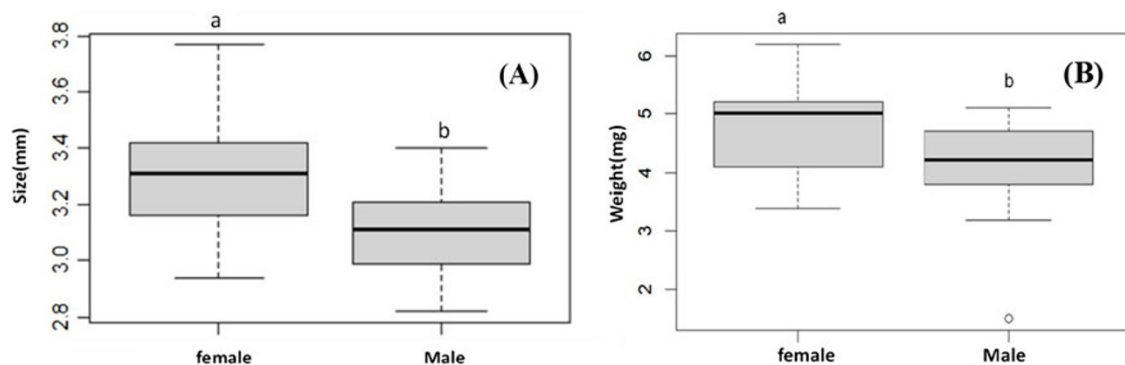 a
3.8
3.6
3.4
3.2
3.0
2.8
Size(mm)
(A)
b
female
Male
a
6
5
4
3
2
Weight(mg)
(B)
b
female
Male